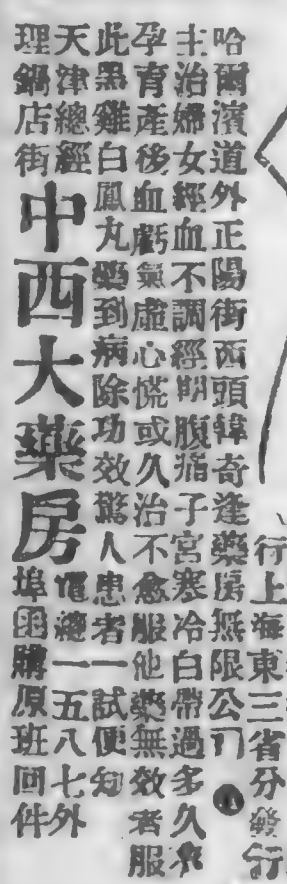 行上海東三省分發行
哈爾濱道外正陽街西頭韓奇逢藥房無限公司
主治婦女經血不調經期腹痛子宮寒冷白帶過多久不
孕育產後血虧氣虛心慌或久治不愈服他藥無效者服
此黑雞白鳳丸藥到病除功效驚人患者一試便知
天津總經
理鍋店街
中西大藥房
電總一五八七外
埠函購原班回件